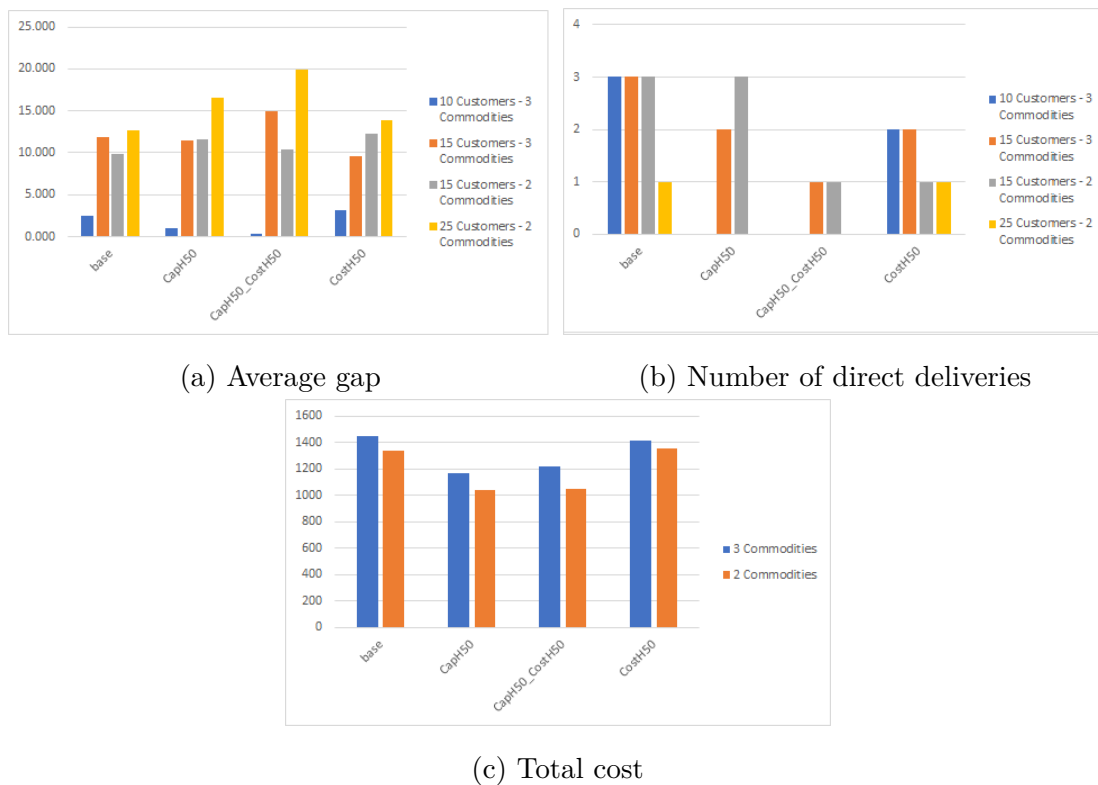 25.000
20.000
15.000
10.000
5.000
0.000
base
CapH50
CapH50_CostH50
CostH50
10 Customers - 3
Commodities
15 Customers - 3
Commodities
15 Customers - 2
Commodities
25 Customers - 2
Commodities
(a) Average gap
4
3
2
1
0
base
CapH50
CapH50_CostH50
CostH50
10 Customers - 3
Commodities
15 Customers - 3
Commodities
15 Customers - 2
Commodities
25 Customers - 2
Commodities
(b) Number of direct deliveries
1600
1400
1200
1000
800
600
400
200
0
base
CapH50
CapH50_CostH50
CostH50
3 Commodities
2 Commodities
(c) Total cost